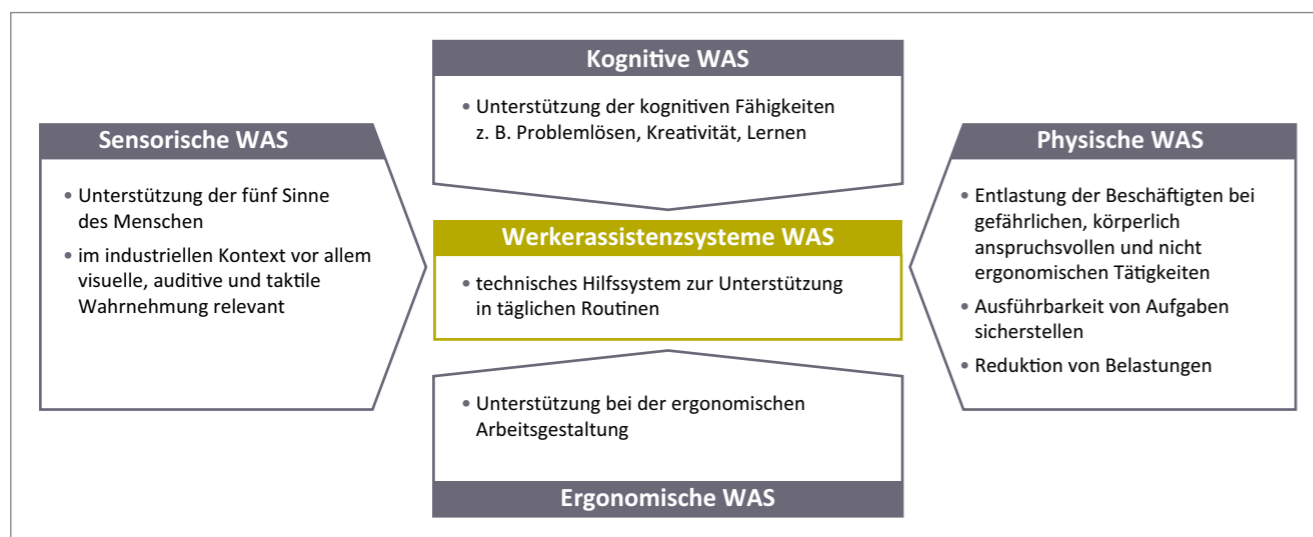 Kognitive WAS
• Unterstützung der kognitiven Fähigkeiten
z. B. Problemlösen, Kreativität, Lernen
Sensorische WAS
• Unterstützung der fünf Sinne
des Menschen
• im industriellen Kontext vor allem
visuelle, auditive und taktile
Wahrnehmung relevant
Werkerassistenzsysteme WAS
• technisches Hilfssystem zur Unterstützung
in täglichen Routinen
Physische WAS
• Entlastung der Beschäftigten bei
gefährlichen, körperlich
anspruchsvollen und nicht
ergonomischen Tätigkeiten
• Ausführbarkeit von Aufgaben
sicherstellen
• Reduktion von Belastungen
• Unterstützung bei der ergonomischen
Arbeitsgestaltung
Ergonomische WAS